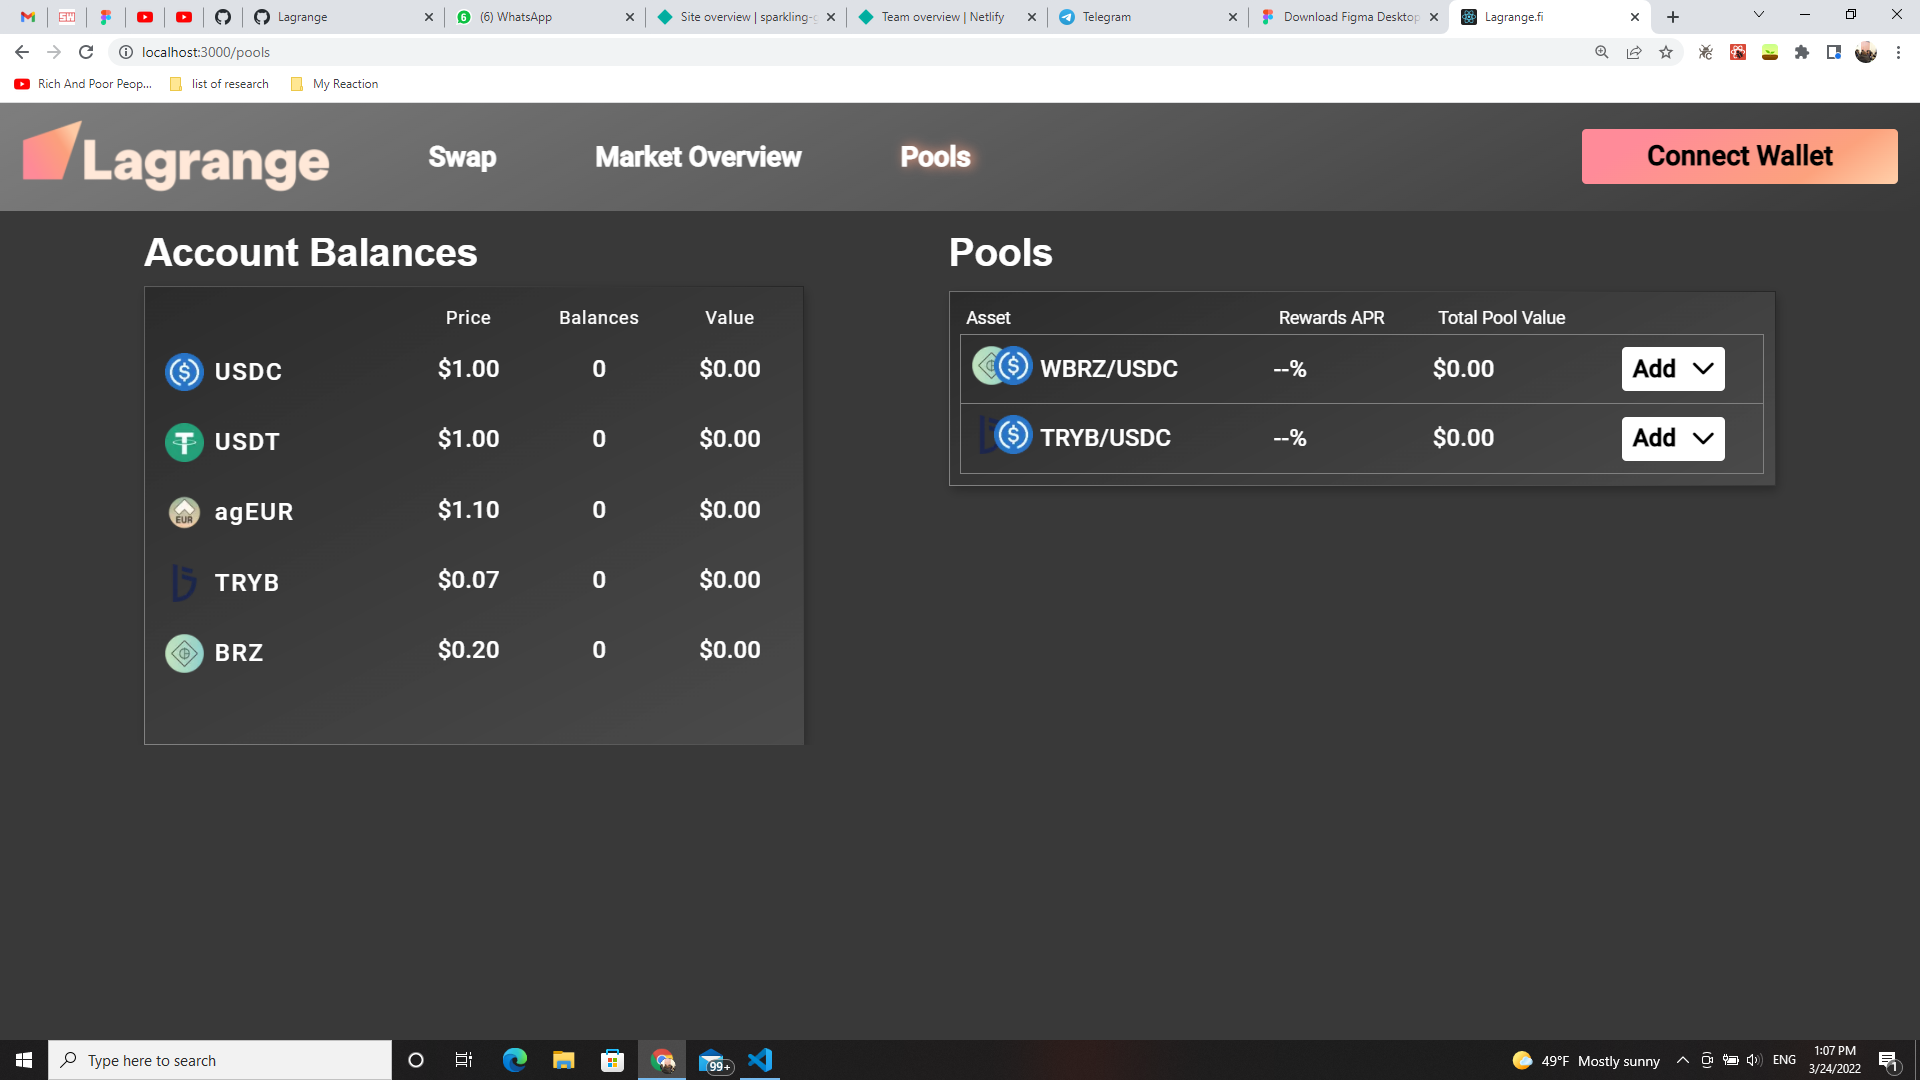 Lagrange
(6) WhatsApp
Site overview | sparkling-g
Team overview | Netlify
Telegram
Download Figma Desktop
Lagrange.fi
localhost:3000/pools
Rich And Poor Peop...
list of research
My Reaction
Lagrange
Swap
Market Overview
Pools
Connect Wallet
Account Balances
Price Balances Value
USDC $1.00 0 $0.00
USDT $1.00 0 $0.00
agEUR $1.10 0 $0.00
TRYB $0.07 0 $0.00
BRZ $0.20 0 $0.00
Pools
Asset Rewards APR Total Pool Value
WBRZ/USDC --% $0.00 Add
TRYB/USDC --% $0.00 Add
Type here to search
99+
49°F Mostly sunny
ENG
1:07 PM
3/24/2022
1